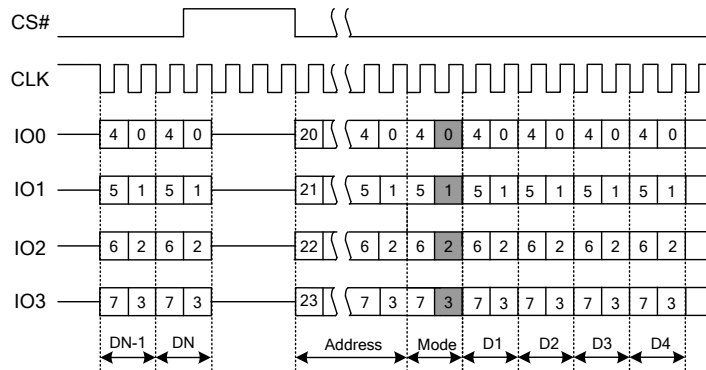 CS#
CLK
IO0 4 0 4 0 20 4 0 4 0 4 0 4 0 4 0 4 0
IO1 5 1 5 1 21 5 1 5 1 5 1 5 1 5 1 5 1
IO2 6 2 6 2 22 6 2 6 2 6 2 6 2 6 2 6 2
IO3 7 3 7 3 23 7 3 7 3 7 3 7 3 7 3 7 3
DN-1 DN Address Mode D1 D2 D3 D4